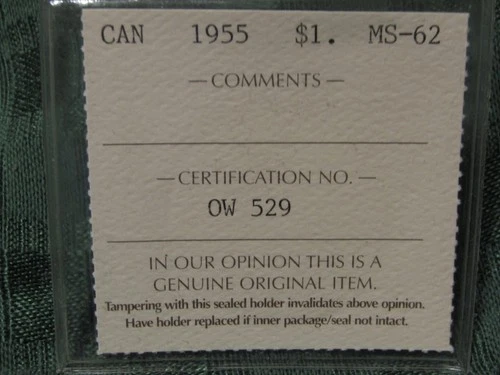 CAN 1955 $1. MS-62
— COMMENTS —
— CERTIFICATION NO. —
OW 529
IN OUR OPINION THIS IS A
GENUINE ORIGINAL ITEM.
Tampering with this sealed holder invalidates above opinion.
Have holder replaced if inner package/seal not intact.